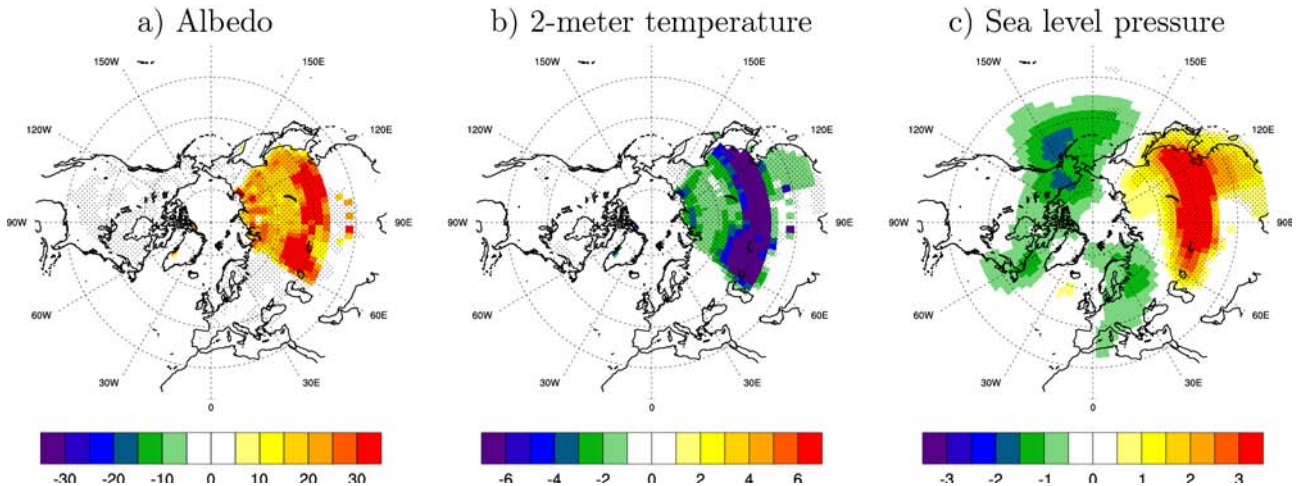 a) Albedo
b) 2-meter temperature
c) Sea level pressure
150W 150E 150W 150E 150W 150E
120W 120E 120W 120E 120W 120E
90W 90E 90W 90E 90W 90E
60W 60E 60W 60E 60W 60E
30W 30E 30W 30E 30W 30E
0 0 0
-30 -20 -10 0 10 20 30
-6 -4 -2 0 2 4 6
-3 -2 -1 0 1 2 3